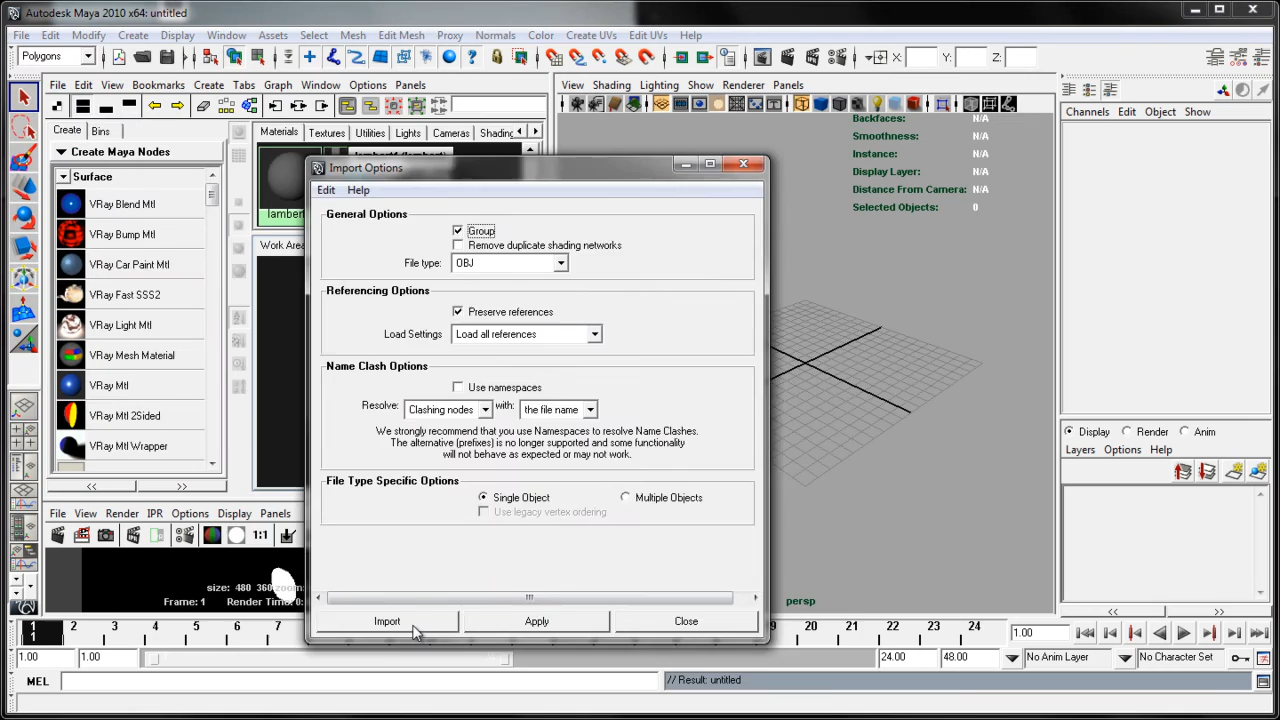 Autodesk Maya 2010 x64: untitled
File Edit Modify Create Display Window Assets Select Mesh Edit Mesh Proxy Normals Color Create UVs Edit UVs Help
Polygons X: Y: Z:
File Edit View Bookmarks Create Tabs Graph Window Options Panels
View Shading Lighting Show Renderer Panels
Channels Edit Object Show
Create Bins
Materials Textures Utilities Lights Cameras Shading
Create Maya Nodes
Surface
VRay Blend Mtl
VRay Bump Mtl
VRay Car Paint Mtl
VRay Fast SSS2
VRay Light Mtl
VRay Mesh Material
VRay Mtl
VRay Mtl 2Sided
VRay Mtl Wrapper
<< >>
Work Area
Backfaces: N/A
Smoothness: N/A
Instance: N/A
Display Layer: N/A
Distance From Camera: N/A
Selected Objects: 0
persp
Import Options
Edit Help
General Options
Group
Remove duplicate shading networks
File type: OBJ
Referencing Options
Preserve references
Load Settings Load all references
Name Clash Options
Use namespaces
Resolve: Clashing nodes with: the file name
We strongly recommend that you use Namespaces to resolve Name Clashes.
The alternative (prefixes) is no longer supported and some functionality
will not behave as expected or may not work.
File Type Specific Options
Single Object Multiple Objects
Use legacy vertex ordering
Import Apply Close
Display Render Anim
Layers Options Help
<< >>
File View Render IPR Options Display Panels
1:1
size: 480 360 zoom:
Frame: 1 Render Time: 0:
1 2 3 4 5 6 7 19 20 21 22 23 24
1
1.00
1.00 1.00 24.00 48.00 No Anim Layer No Character Set
MEL // Result: untitled